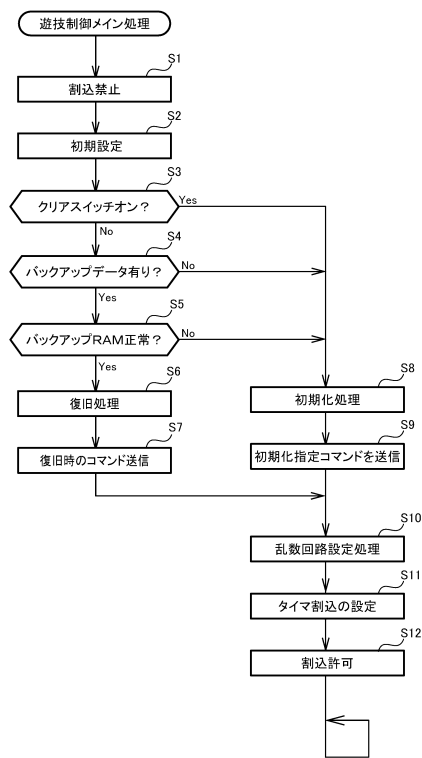 遊技制御メイン処理
S1
割込禁止
S2
初期設定
S3
クリアスイッチオン？
Yes
No
S4
バックアップデータ有り？
No
Yes
S5
バックアップRAM正常？
No
Yes
S6
復旧処理
S7
復旧時のコマンド送信
S8
初期化処理
S9
初期化指定コマンドを送信
S10
乱数回路設定処理
S11
タイマ割込の設定
S12
割込許可